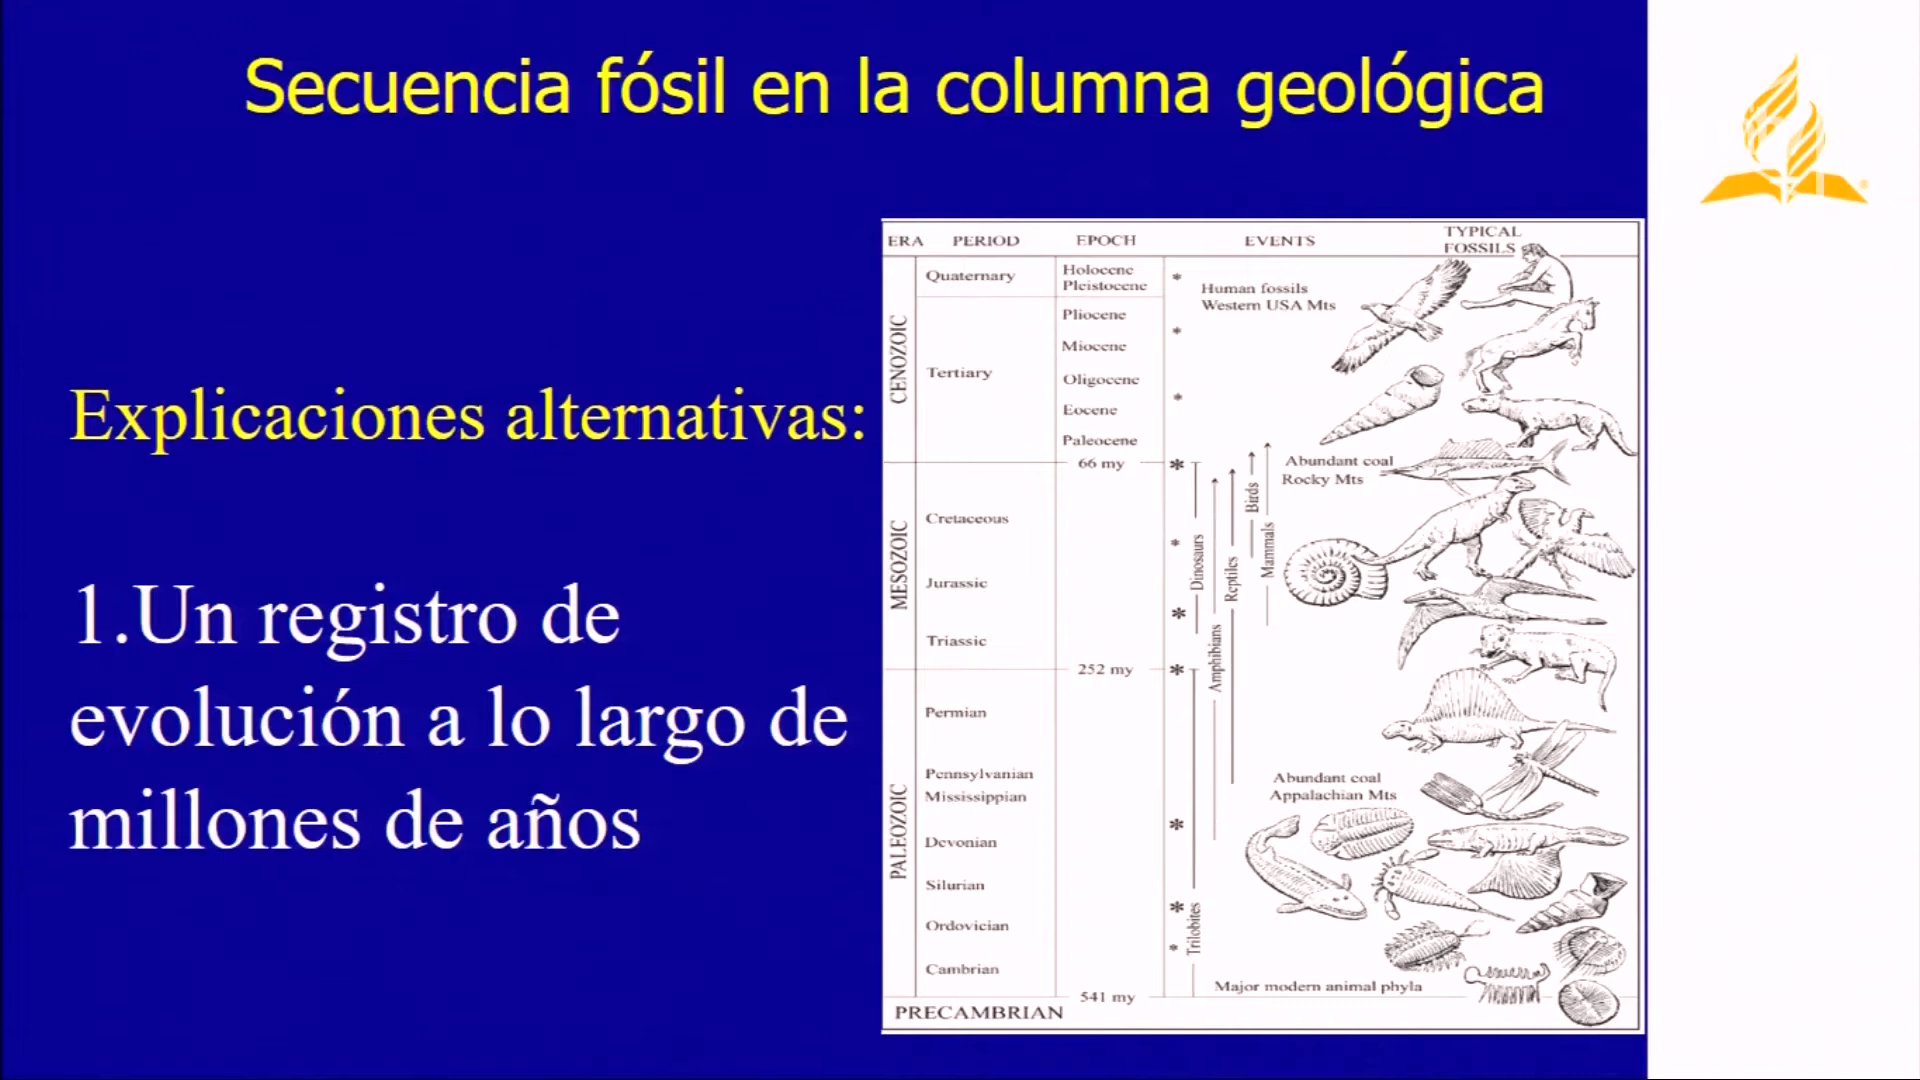 Secuencia fósil en la columna geológica
Explicaciones alternativas:
1.Un registro de
evolución a lo largo de
millones de años
ERA PERIOD EPOCH EVENTS TYPICAL FOSSILS
CENOZOIC
Quaternary
Holocene
Pleistocene
Human fossils
Western USA Mts
Tertiary
Pliocene
Miocene
Oligocene
Eocene
Paleocene
66 my
Abundant coal
Rocky Mts
MESOZOIC
Cretaceous
Jurassic
Triassic
252 my
Dinosaurs
Amphibians
Reptiles
Birds
Mammals
PALEOZOIC
Permian
Pennsylvanian
Mississippian
Abundant coal
Appalachian Mts
Devonian
Silurian
Ordovician
Cambrian
Trilobites
Major modern animal phyla
541 my
PRECAMBRIAN